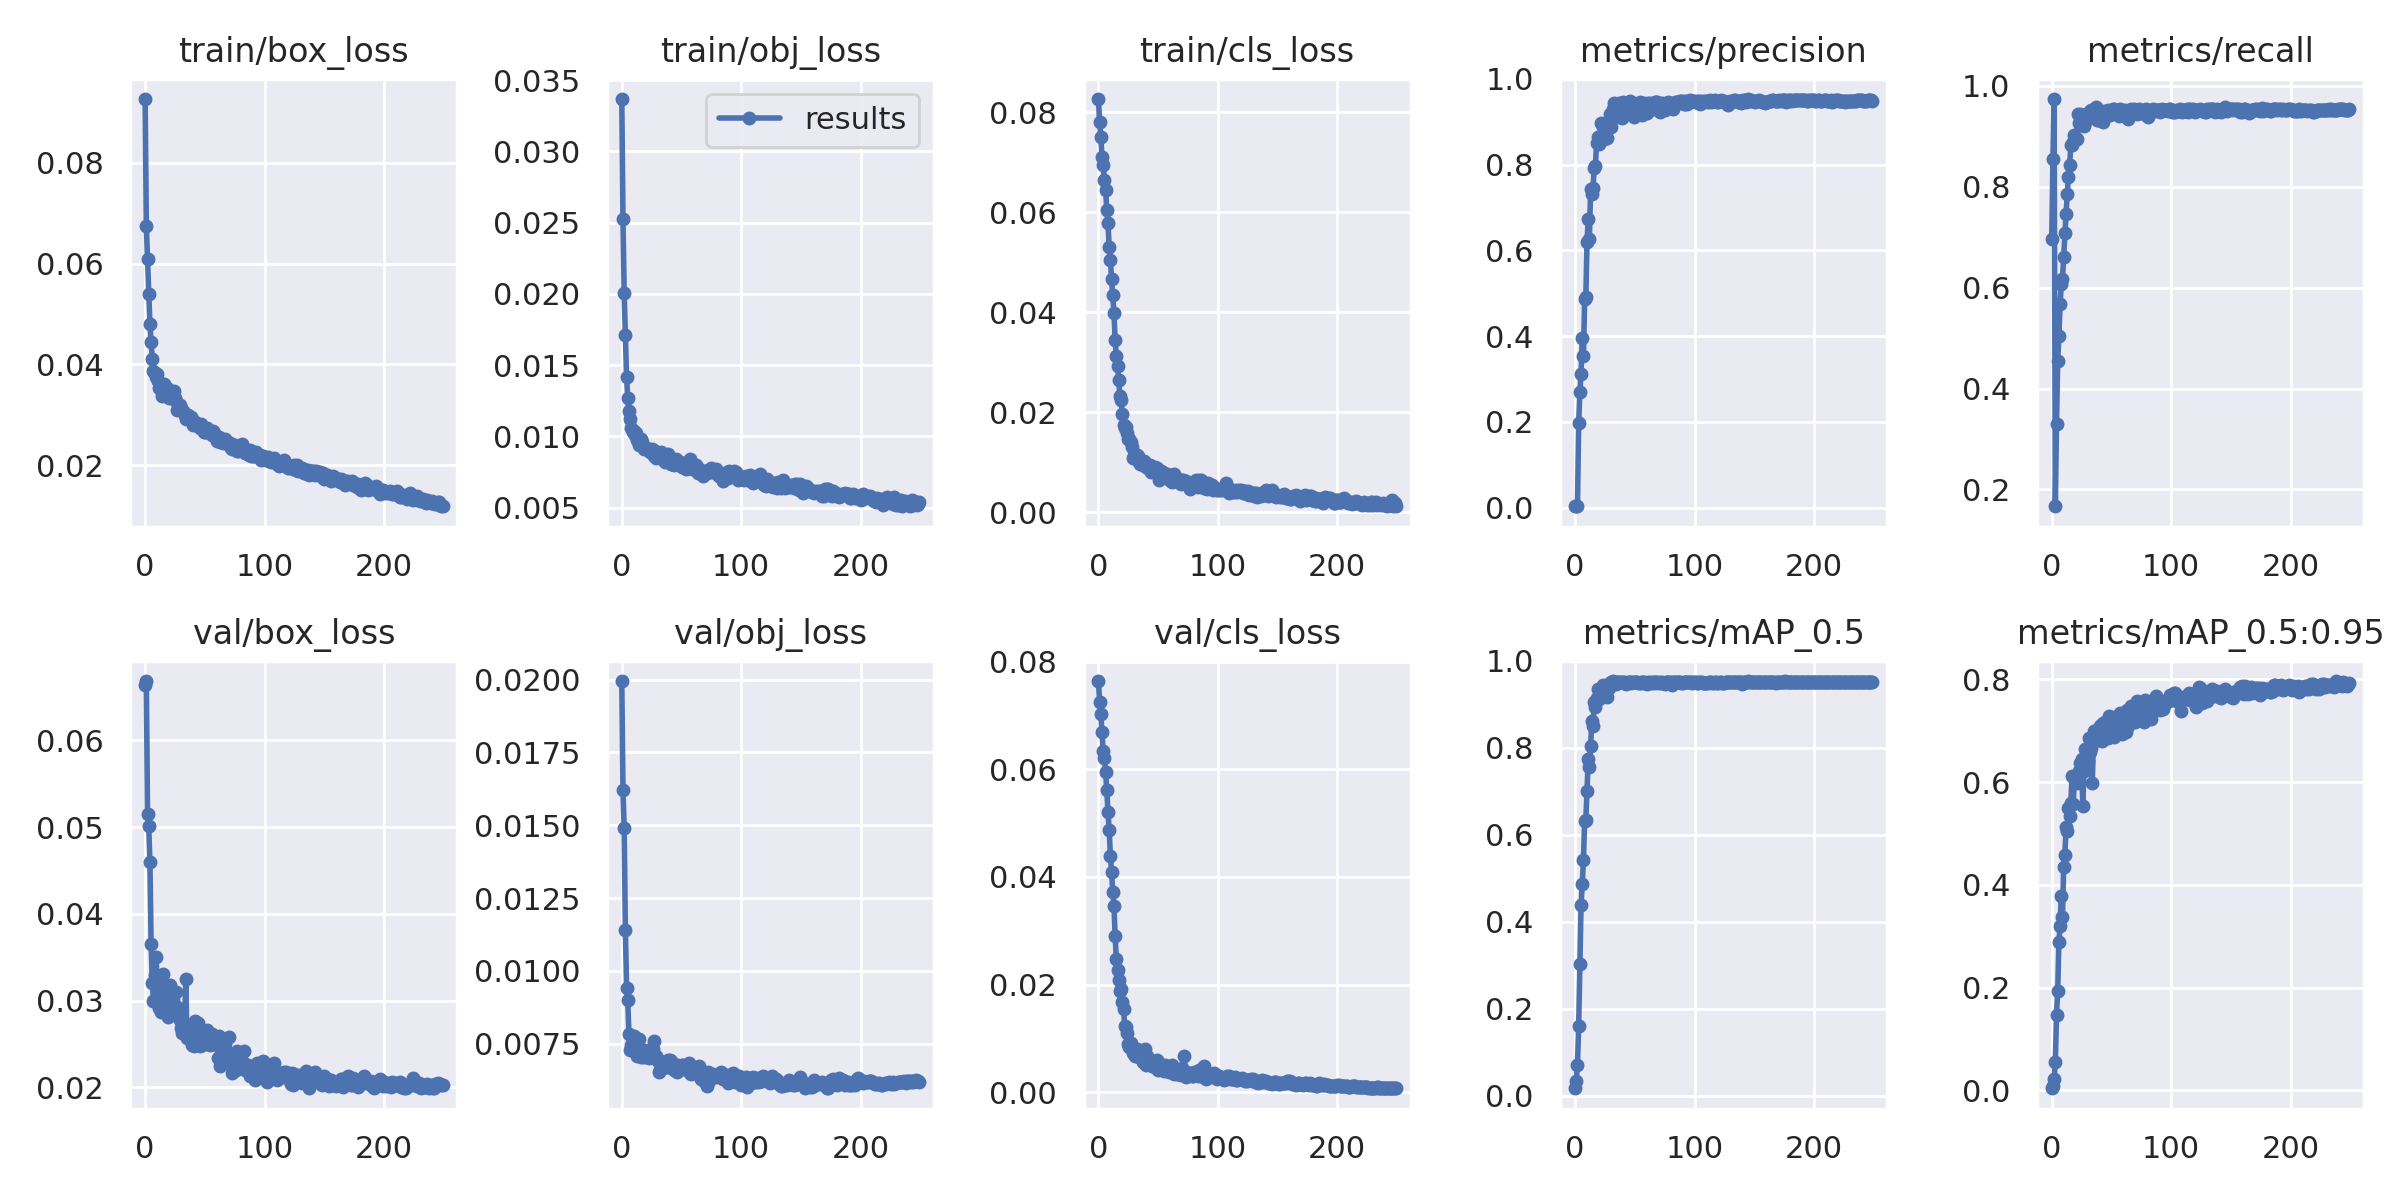 train/box_loss
0.08
0.06
0.04
0.02
0 100 200
train/obj_loss
results
0.035
0.030
0.025
0.020
0.015
0.010
0.005
0 100 200
train/cls_loss
0.08
0.06
0.04
0.02
0.00
0 100 200
metrics/precision
1.0
0.8
0.6
0.4
0.2
0.0
0 100 200
metrics/recall
1.0
0.8
0.6
0.4
0.2
0 100 200
val/box_loss
0.06
0.05
0.04
0.03
0.02
0 100 200
val/obj_loss
0.0200
0.0175
0.0150
0.0125
0.0100
0.0075
0 100 200
val/cls_loss
0.08
0.06
0.04
0.02
0.00
0 100 200
metrics/mAP_0.5
1.0
0.8
0.6
0.4
0.2
0.0
0 100 200
metrics/mAP_0.5:0.95
0.8
0.6
0.4
0.2
0.0
0 100 200